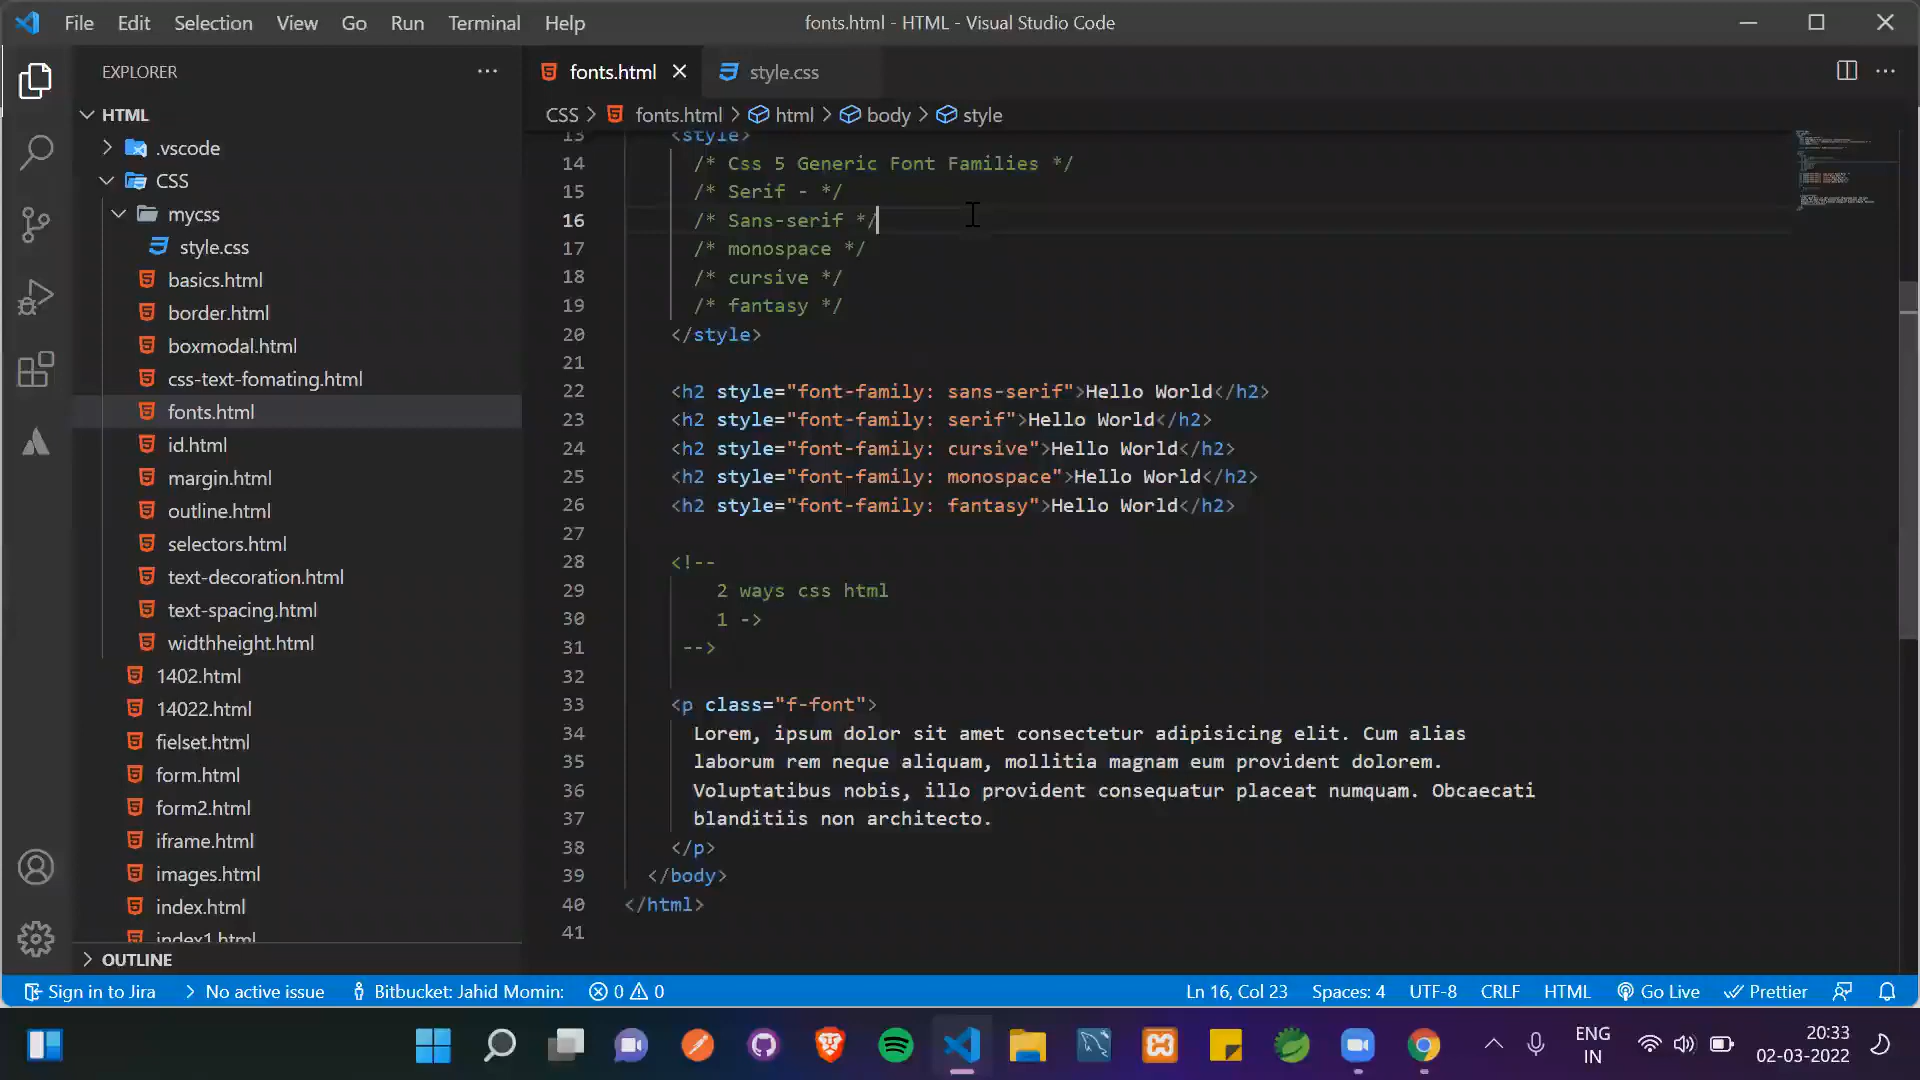 File Edit Selection View Go Run Terminal Help
fonts.html - HTML - Visual Studio Code
EXPLORER
HTML
.vscode
CSS
mycss
style.css
basics.html
border.html
boxmodal.html
css-text-fomating.html
fonts.html
id.html
margin.html
outline.html
selectors.html
text-decoration.html
text-spacing.html
widthheight.html
1402.html
14022.html
fielset.html
form.html
form2.html
iframe.html
images.html
index.html
index1.html
OUTLINE
fonts.html style.css
CSS > fonts.html > html > body > style
13 <style>
14 /* Css 5 Generic Font Families */
15 /* Serif - */
16 /* Sans-serif */
17 /* monospace */
18 /* cursive */
19 /* fantasy */
20 </style>
21
22 <h2 style="font-family: sans-serif">Hello World</h2>
23 <h2 style="font-family: serif">Hello World</h2>
24 <h2 style="font-family: cursive">Hello World</h2>
25 <h2 style="font-family: monospace">Hello World</h2>
26 <h2 style="font-family: fantasy">Hello World</h2>
27
28 <!--
29 2 ways css html
30 1 ->
31 -->
32
33 <p class="f-font">
34 Lorem, ipsum dolor sit amet consectetur adipisicing elit. Cum alias
35 laborum rem neque aliquam, mollitia magnam eum provident dolorem.
36 Voluptatibus nobis, illo provident consequatur placeat numquam. Obcaecati
37 blanditiis non architecto.
38 </p>
39 </body>
40 </html>
41
Sign in to Jira No active issue Bitbucket: Jahid Momin: 0 0 Ln 16, Col 23 Spaces: 4 UTF-8 CRLF HTML Go Live Prettier
ENG
IN
20:33
02-03-2022